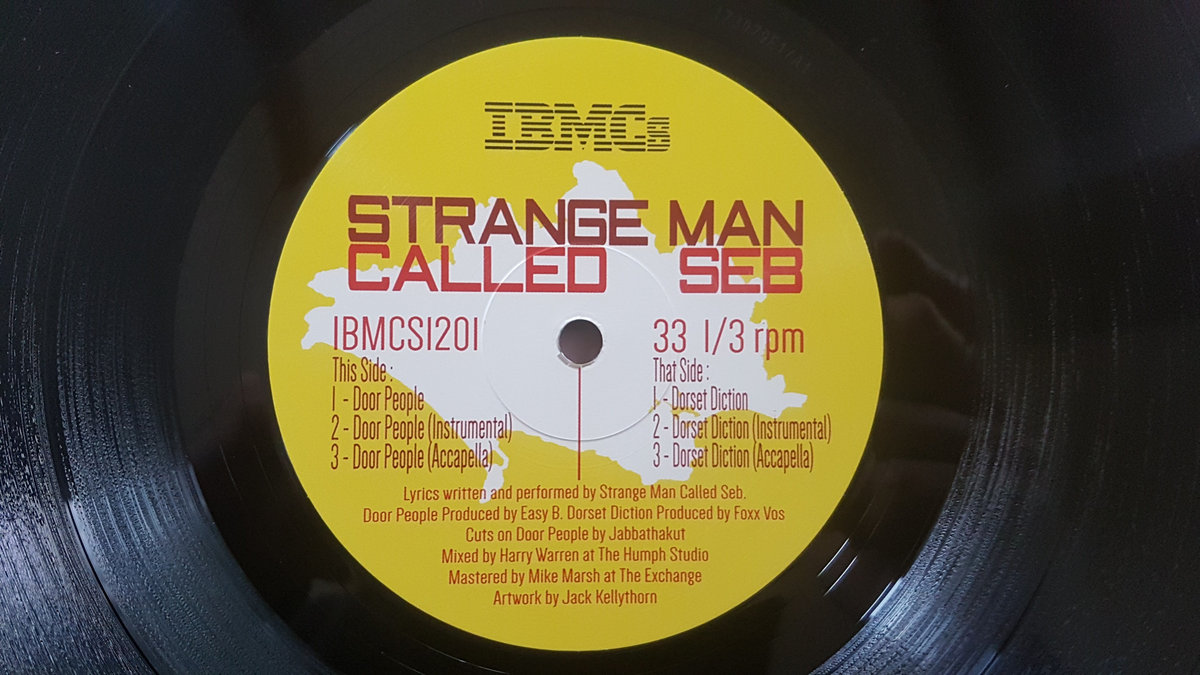 IBMCs
STRANGE MAN
CALLED SEB
IBMCS1201
This Side :
1 - Door People
2 - Door People (Instrumental)
3 - Door People (Accapella)
33 1/3 rpm
That Side :
1 - Dorset Diction
2 - Dorset Diction (Instrumental)
3 - Dorset Diction (Accapella)
Lyrics written and performed by Strange Man Called Seb.
Door People Produced by Easy B. Dorset Diction Produced by Foxx Vos
Cuts on Door People by Jabbathakut
Mixed by Harry Warren at The Humph Studio
Mastered by Mike Marsh at The Exchange
Artwork by Jack Kellythorn